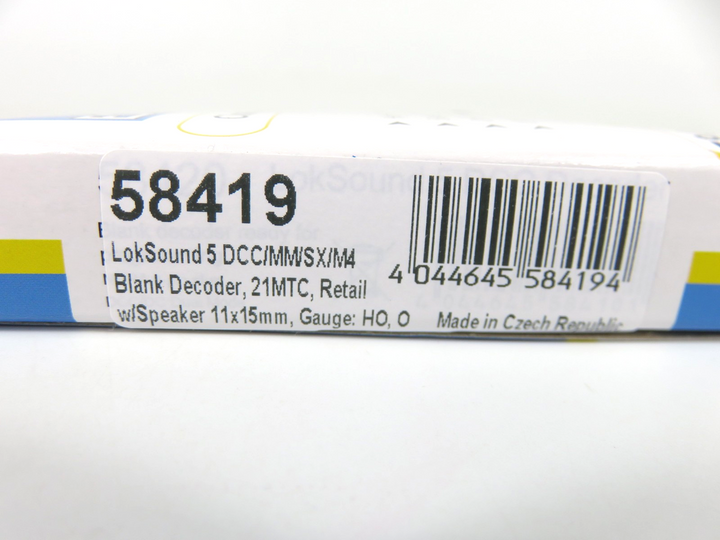 58419
LokSound 5 DCC/MM/SX/M4
Blank Decoder, 21MTC, Retail
w/Speaker 11x15mm, Gauge: HO, O
4 044645 584194
Made in Czech Republic